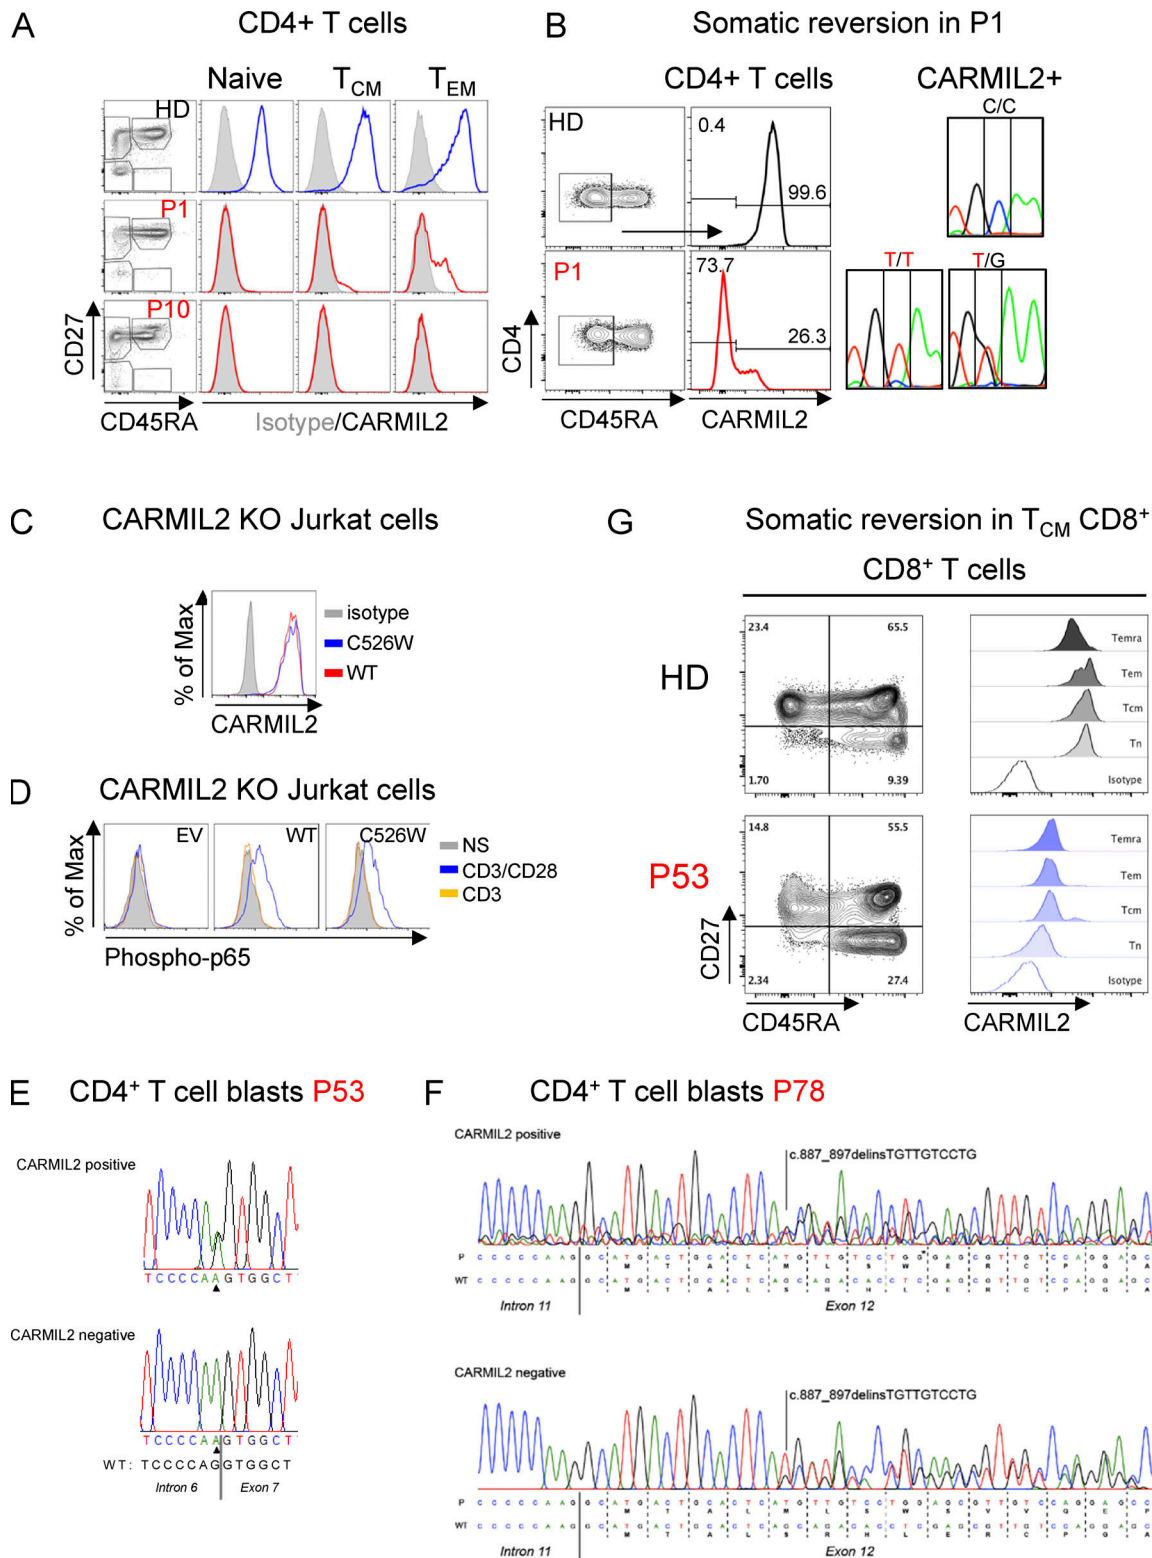 A
CD4+ T cells
Naive TCM TEM
HD
P1
P10
CD27
CD45RA
Isotype/CARMIL2
B
Somatic reversion in P1
CD4+ T cells CARMIL2+
C/C
HD
0.4
99.6
P1
73.7
26.3
T/T T/G
CD4
CD45RA CARMIL2
C
CARMIL2 KO Jurkat cells
% of Max
isotype
C526W
WT
CARMIL2
D
CARMIL2 KO Jurkat cells
% of Max
EV WT C526W
NS
CD3/CD28
CD3
Phospho-p65
G
Somatic reversion in TCM CD8+
CD8+ T cells
HD
23.4 65.5
1.70 9.39
Temra
Tem
Tcm
Tn
Isotype
P53
14.8 55.5
2.34 27.4
Temra
Tem
Tcm
Tn
Isotype
CD27
CD45RA CARMIL2
E
CD4+ T cell blasts P53
CARMIL2 positive
TCCCCAAGTGGCT
CARMIL2 negative
TCCCCAAGTGGCT
WT: TCCCCAGGTGGCT
Intron 6 Exon 7
F
CD4+ T cell blasts P78
CARMIL2 positive
c.887_897delinsTGTTGTCCTG
P C C C C C A A G G C A T G A C T G C A C T C A T G T T G T C C T G G G A G C G T T G T C C A G G A G C
M T A L M L S W E R C P G A
WT C C C C C A A G G C A T G A C T G C A C T C A G C A G A C A C C T C G A G C G T T G T C C A G G A G C
M T A L S R H L E R C P G A
Intron 11 Exon 12
CARMIL2 negative
c.887_897delinsTGTTGTCCTG
P C C C C C A A G G C A T G A C T G C A C T C A T G T T G T C C T G G A G C G T T G T C C A G G A G C C
M T A L M L S W S V V Q E P
WT C C C C C A A G G C A T G A C T G C A C T C A G C A G A C A C C T C G A G C G T T G T C C A G G A G C
M T A L S R H L E R C P G A
Intron 11 Exon 12